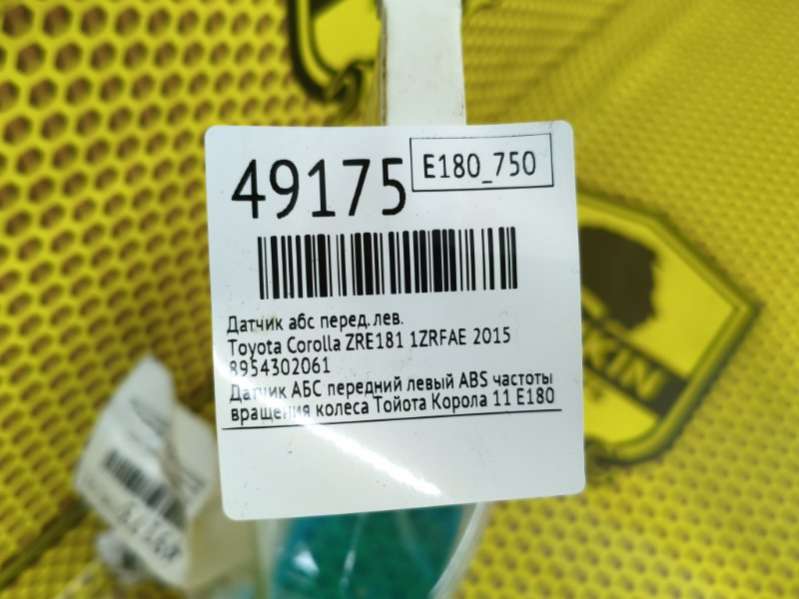 49175
E180_750
Датчик абс перед. лев.
Toyota Corolla ZRE181 1ZRFAE 2015
8954302061
Датчик АБС передний левый ABS частоты
вращения колеса Тойота Корола 11 E180